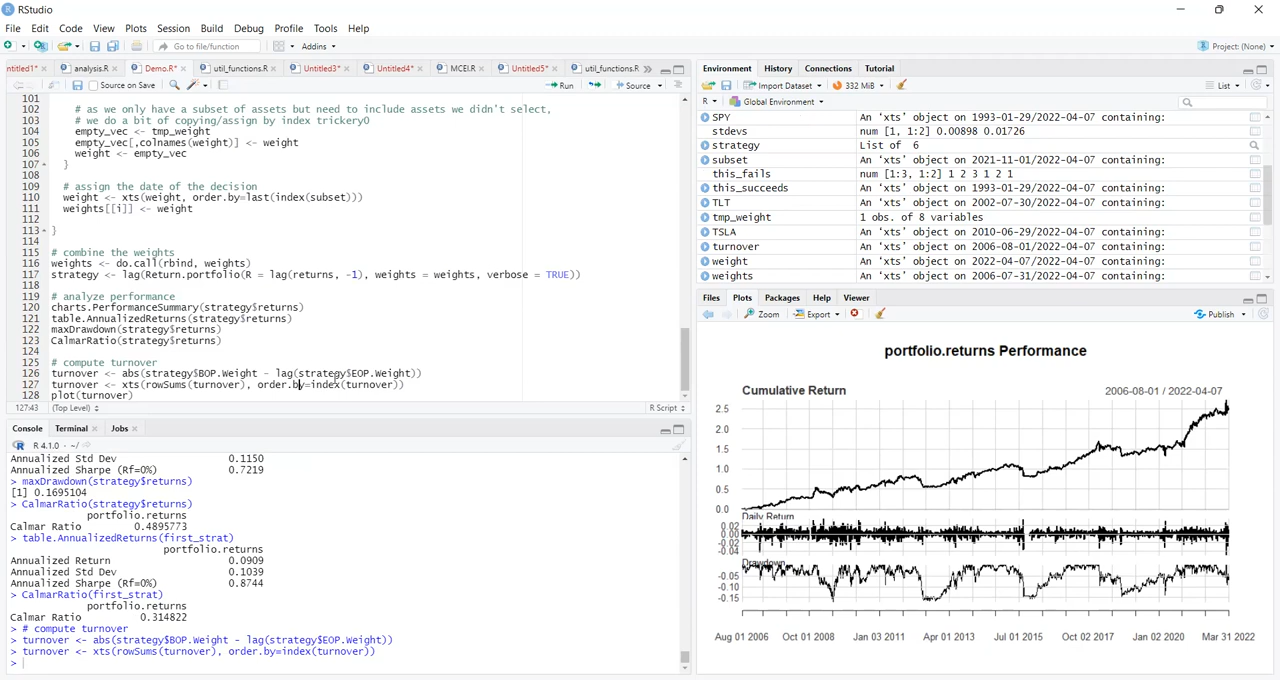 RStudio
File Edit Code View Plots Session Build Debug Profile Tools Help
Go to file/function Addins Project: (None)
ntitled1* analysis.R Demo.R* util_functions.R Untitled3* Untitled4* MCEI.R Untitled5* util_functions.R
Source on Save Run Source
101
102 # as we only have a subset of assets but need to include assets we didn't select,
103 # we do a bit of copying/assign by index trickery0
104 empty_vec <- tmp_weight
105 empty_vec[,colnames(weight)] <- weight
106 weight <- empty_vec
107 }
108
109 # assign the date of the decision
110 weight <- xts(weight, order.by=last(index(subset)))
111 weights[[i]] <- weight
112
113 }
114
115 # combine the weights
116 weights <- do.call(rbind, weights)
117 strategy <- lag(Return.portfolio(R = lag(returns, -1), weights = weights, verbose = TRUE))
118
119 # analyze performance
120 charts.PerformanceSummary(strategy$returns)
121 table.AnnualizedReturns(strategy$returns)
122 maxDrawdown(strategy$returns)
123 CalmarRatio(strategy$returns)
124
125 # compute turnover
126 turnover <- abs(strategy$BOP.Weight - lag(strategy$EOP.Weight))
127 turnover <- xts(rowSums(turnover), order.by=index(turnover))
128 plot(turnover)
127:43 (Top Level) R Script
Console Terminal Jobs
R 4.1.0 · ~/
Annualized Std Dev 0.1150
Annualized Sharpe (Rf=0%) 0.7219
> maxDrawdown(strategy$returns)
[1] 0.1695104
> CalmarRatio(strategy$returns)
portfolio.returns
Calmar Ratio 0.4895773
> table.AnnualizedReturns(first_strat)
portfolio.returns
Annualized Return 0.0909
Annualized Std Dev 0.1039
Annualized Sharpe (Rf=0%) 0.8744
> CalmarRatio(first_strat)
portfolio.returns
Calmar Ratio 0.314822
> # compute turnover
> turnover <- abs(strategy$BOP.Weight - lag(strategy$EOP.Weight))
> turnover <- xts(rowSums(turnover), order.by=index(turnover))
>
Environment History Connections Tutorial
Import Dataset 332 MiB List
R Global Environment
SPY An 'xts' object on 1993-01-29/2022-04-07 containing:
stdevs num [1, 1:2] 0.00898 0.01726
strategy List of 6
subset An 'xts' object on 2021-11-01/2022-04-07 containing:
this_fails num [1:3, 1:2] 1 2 3 1 2 1
this_succeeds An 'xts' object on 1993-01-29/2022-04-07 containing:
TLT An 'xts' object on 2002-07-30/2022-04-07 containing:
tmp_weight 1 obs. of 8 variables
TSLA An 'xts' object on 2010-06-29/2022-04-07 containing:
turnover An 'xts' object on 2006-08-01/2022-04-07 containing:
weight An 'xts' object on 2022-04-07/2022-04-07 containing:
weights An 'xts' object on 2006-07-31/2022-04-07 containing:
Files Plots Packages Help Viewer
Zoom Export Publish
portfolio.returns Performance
Cumulative Return 2006-08-01 / 2022-04-07
2.5
2.0
1.5
1.0
0.5
0.0
Daily Return
0.02
0.00
-0.02
-0.04
Drawdown
-0.05
-0.10
-0.15
Aug 01 2006 Oct 01 2008 Jan 03 2011 Apr 01 2013 Jul 01 2015 Oct 02 2017 Jan 02 2020 Mar 31 2022